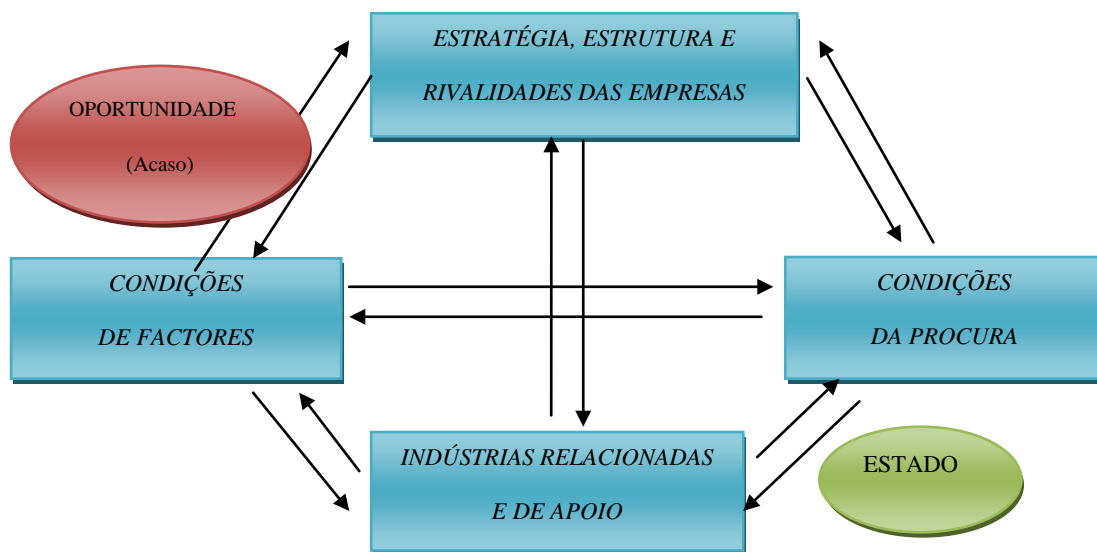 ESTRATÉGIA, ESTRUTURA E
RIVALIDADES DAS EMPRESAS
OPORTUNIDADE
(Acaso)
CONDIÇÕES
DE FACTORES
CONDIÇÕES
DA PROCURA
INDÚSTRIAS RELACIONADAS
E DE APOIO
ESTADO